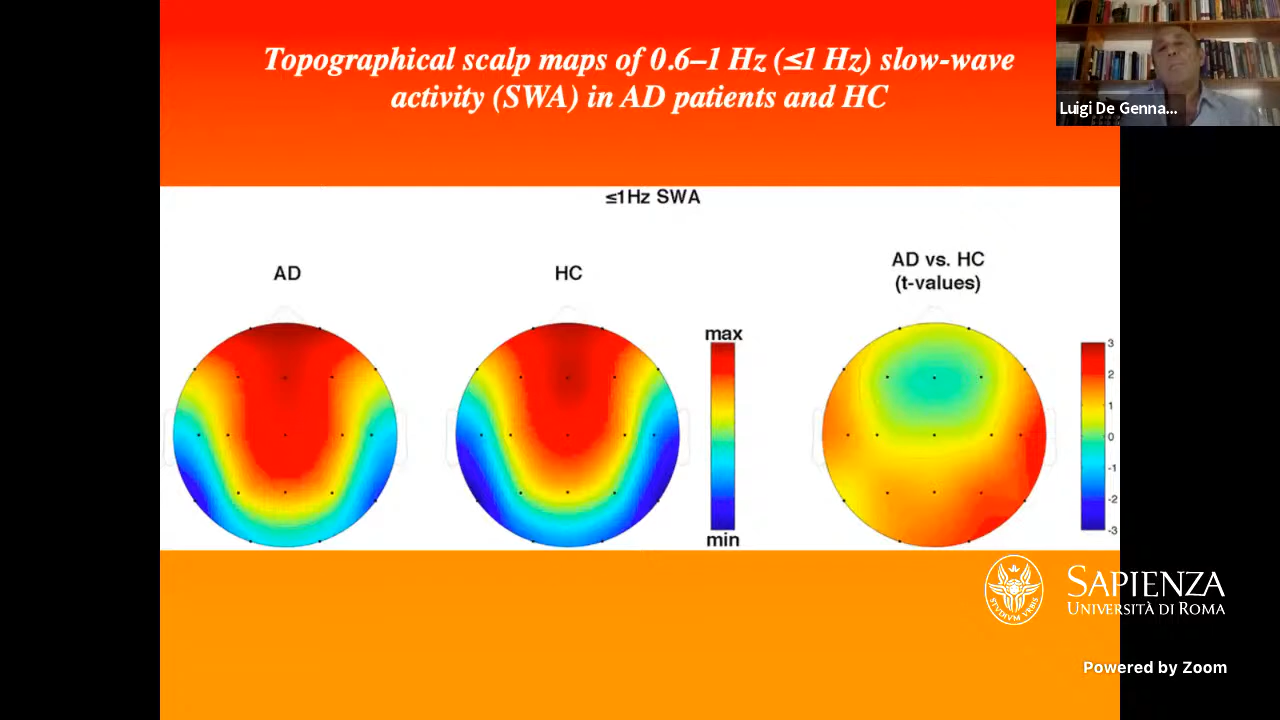 Topographical scalp maps of 0.6–1 Hz (≤1 Hz) slow-wave
activity (SWA) in AD patients and HC
Luigi De Genna...
≤1Hz SWA
AD
HC
AD vs. HC
(t-values)
max
min
3
2
1
0
-1
-2
-3
STVDIVM VRBIS
SAPIENZA
UNIVERSITÀ DI ROMA
Powered by Zoom